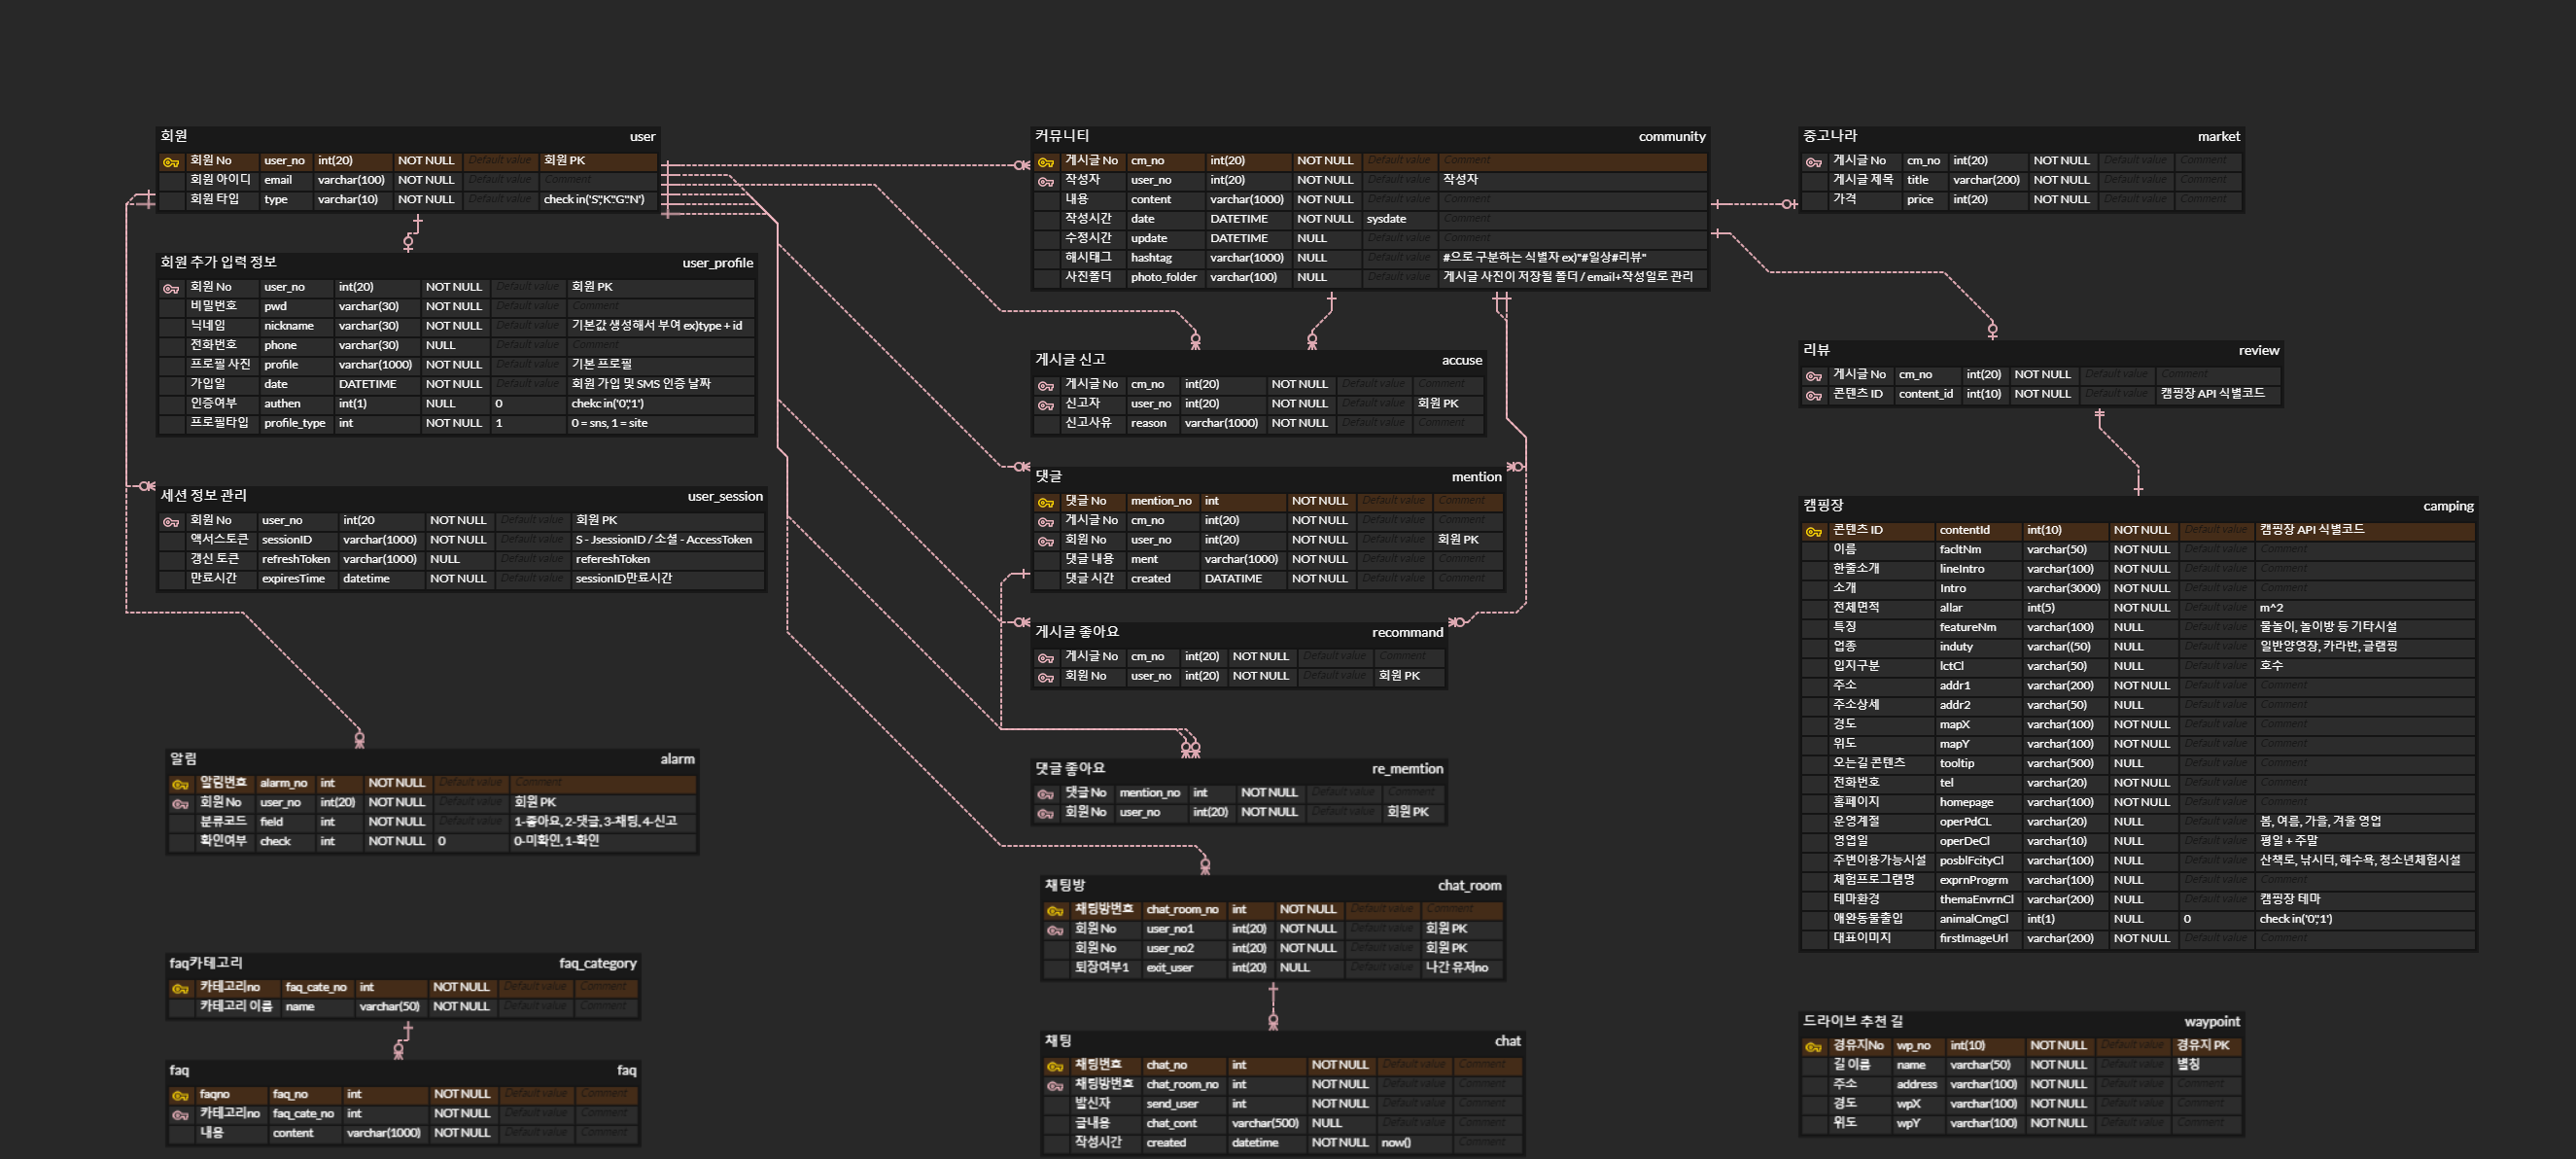 회원 user
회원 No user_no int(20) NOT NULL Default value 회원 PK
회원 아이디 email varchar(100) NOT NULL Default value Comment
회원 타입 type varchar(10) NOT NULL Default value check in('S','K','G','N')
회원 추가 입력 정보 user_profile
회원 No user_no int(20) NOT NULL Default value 회원 PK
비밀번호 pwd varchar(30) NOT NULL Default value Comment
닉네임 nickname varchar(30) NOT NULL Default value 기본값 생성해서 부여 ex)type + id
전화번호 phone varchar(30) NULL Default value Comment
프로필 사진 profile varchar(1000) NOT NULL Default value 기본 프로필
가입일 date DATETIME NOT NULL Default value 회원 가입 및 SMS 인증 날짜
인증여부 authen int(1) NULL 0 chekc in('0','1')
프로필타입 profile_type int NOT NULL 1 0 = sns, 1 = site
세션 정보 관리 user_session
회원 No user_no int(20 NOT NULL Default value 회원 PK
액서스토큰 sessionID varchar(1000) NOT NULL Default value S - JsessionID / 소셜 - AccessToken
갱신 토큰 refreshToken varchar(1000) NULL Default value refereshToken
만료시간 expiresTime datetime NOT NULL Default value sessionID만료시간
알림 alarm
알림번호 alarm_no int NOT NULL Default value Comment
회원 No user_no int(20) NOT NULL Default value 회원 PK
분류코드 field int NOT NULL Default value 1-좋아요, 2-댓글, 3-채팅, 4-신고
확인여부 check int NOT NULL 0 0-미확인, 1-확인
faq카테고리 faq_category
카테고리no faq_cate_no int NOT NULL Default value Comment
카테고리 이름 name varchar(50) NOT NULL Default value Comment
faq faq
faqno faq_no int NOT NULL Default value Comment
카테고리no faq_cate_no int NOT NULL Default value Comment
내용 content varchar(1000) NOT NULL Default value Comment
커뮤니티 community
게시글 No cm_no int(20) NOT NULL Default value Comment
작성자 user_no int(20) NOT NULL Default value 작성자
내용 content varchar(1000) NOT NULL Default value Comment
작성시간 date DATETIME NOT NULL sysdate Comment
수정시간 update DATETIME NULL Default value Comment
해시태그 hashtag varchar(1000) NULL Default value #으로 구분하는 식별자 ex)"#일상#리뷰"
사진폴더 photo_folder varchar(100) NULL Default value 게시글 사진이 저장될 폴더 / email+작성일로 관리
게시글 신고 accuse
게시글 No cm_no int(20) NOT NULL Default value Comment
신고자 user_no int(20) NOT NULL Default value 회원 PK
신고사유 reason varchar(1000) NOT NULL Default value Comment
댓글 mention
댓글 No mention_no int NOT NULL Default value Comment
게시글 No cm_no int(20) NOT NULL Default value Comment
회원 No user_no int(20) NOT NULL Default value 회원 PK
댓글 내용 ment varchar(1000) NOT NULL Default value Comment
댓글 시간 created DATATIME NOT NULL Default value Comment
게시글 좋아요 recommand
게시글 No cm_no int(20) NOT NULL Default value Comment
회원 No user_no int(20) NOT NULL Default value 회원 PK
댓글 좋아요 re_memtion
댓글 No mention_no int NOT NULL Default value Comment
회원 No user_no int(20) NOT NULL Default value 회원 PK
채팅방 chat_room
채팅방번호 chat_room_no int NOT NULL Default value Comment
회원 No user_no1 int(20) NOT NULL Default value 회원 PK
회원 No user_no2 int(20) NOT NULL Default value 회원 PK
퇴장여부1 exit_user int(20) NULL Default value 나간 유저no
채팅 chat
채팅번호 chat_no int NOT NULL Default value Comment
채팅방번호 chat_room_no int NOT NULL Default value Comment
발신자 send_user int NOT NULL Default value Comment
글내용 chat_cont varchar(500) NULL Default value Comment
작성시간 created datetime NOT NULL now() Comment
중고나라 market
게시글 No cm_no int(20) NOT NULL Default value Comment
게시글 제목 title varchar(200) NOT NULL Default value Comment
가격 price int(20) NOT NULL Default value Comment
리뷰 review
게시글 No cm_no int(20) NOT NULL Default value Comment
콘텐츠 ID content_id int(10) NOT NULL Default value 캠핑장 API 식별코드
캠핑장 camping
콘텐츠 ID contentId int(10) NOT NULL Default value 캠핑장 API 식별코드
이름 facltNm varchar(50) NOT NULL Default value Comment
한줄소개 lineIntro varchar(100) NOT NULL Default value Comment
소개 Intro varchar(3000) NOT NULL Default value Comment
전체면적 allar int(5) NOT NULL Default value m^2
특징 featureNm varchar(100) NULL Default value 물놀이, 놀이방 등 기타시설
업종 induty varchar((50) NULL Default value 일반양영장, 카라반, 글램핑
입지구분 lctCl varchar(50) NULL Default value 호수
주소 addr1 varchar(200) NOT NULL Default value Comment
주소상세 addr2 varchar(50) NULL Default value Comment
경도 mapX varchar(100) NOT NULL Default value Comment
위도 mapY varchar(100) NOT NULL Default value Comment
오는길 콘텐츠 tooltip varchar(500) NULL Default value Comment
전화번호 tel varchar(20) NOT NULL Default value Comment
홈페이지 homepage varchar(100) NOT NULL Default value Comment
운영계절 operPdCL varchar(20) NULL Default value 봄, 여름, 가을, 겨울 영업
영엽일 operDeCl varchar(10) NULL Default value 평일 + 주말
주변이용가능시설 posblFcityCl varchar(100) NULL Default value 산책로, 낚시터, 해수욕, 청소년체험시설
체험프로그램명 exprnProgrm varchar(100) NULL Default value Comment
테마환경 themaEnvrnCl varchar(200) NULL Default value 캠핑장 테마
애완동물출입 animalCmgCl int(1) NULL 0 check in('0','1')
대표이미지 firstImageUrl varchar(200) NOT NULL Default value Comment
드라이브 추천 길 waypoint
경유지No wp_no int(10) NOT NULL Default value 경유지 PK
길 이름 name varchar(50) NOT NULL Default value 별칭
주소 address varchar(100) NOT NULL Default value Comment
경도 wpX varchar(100) NOT NULL Default value Comment
위도 wpY varchar(100) NOT NULL Default value Comment